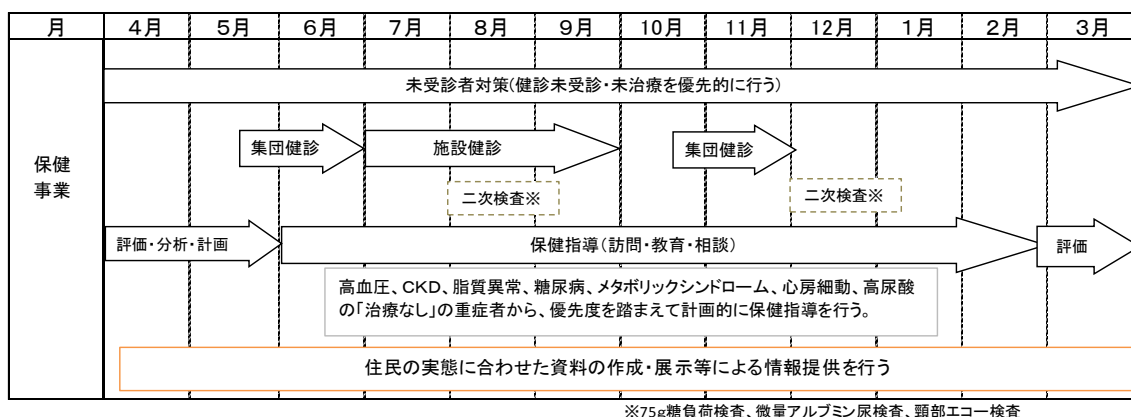 月 4月 5月 6月 7月 8月 9月 10月 11月 12月 1月 2月 3月
未受診者対策(健診未受診・未治療を優先的に行う)
集団健診 施設健診 集団健診
保健
事業
二次検査※ 二次検査※
評価・分析・計画 保健指導(訪問・教育・相談) 評価
高血圧、CKD、脂質異常、糖尿病、メタボリックシンドローム、心房細動、高尿酸
の「治療なし」の重症者から、優先度を踏まえて計画的に保健指導を行う。
住民の実態に合わせた資料の作成・展示等による情報提供を行う
※75g糖負荷検査、微量アルブミン尿検査、頸部エコー検査